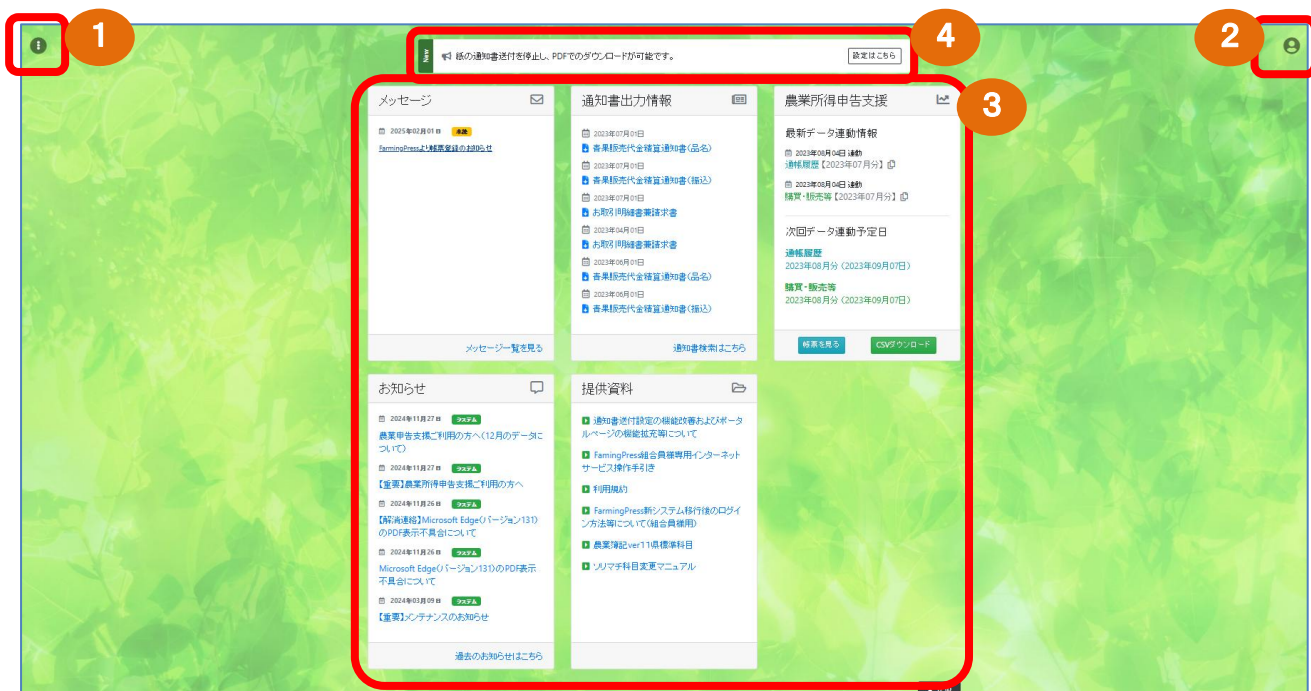 1
2
4
New
紙の通知書送付を停止し、PDFでのダウンロードが可能です。
設定はこちら
3
メッセージ
2025年02月01日 未読
FarmingPressより帳票登録のお知らせ
メッセージ一覧を見る
通知書出力情報
2023年07月01日
青果販売代金精算通知書(品名)
2023年07月01日
青果販売代金精算通知書(振込)
2023年07月01日
お取引明細書兼請求書
2023年04月01日
お取引明細書兼請求書
2023年06月01日
青果販売代金精算通知書(品名)
2023年06月01日
青果販売代金精算通知書(振込)
通知書検索はこちら
農業所得申告支援
最新データ連動情報
2023年08月04日 連動
通帳履歴【2023年07月分】
2023年08月04日 連動
購買・販売等【2023年07月分】
次回データ連動予定日
通帳履歴
2023年08月分 (2023年09月07日)
購買・販売等
2023年08月分 (2023年09月07日)
帳票を見る
CSVダウンロード
お知らせ
2024年11月27日 システム
農業申告支援ご利用の方へ(12月のデータに
ついて)
2024年11月27日 システム
【重要】農業所得申告支援ご利用の方へ
2024年11月26日 システム
【解消連絡】Microsoft Edge(バージョン131)
のPDF表示不具合について
2024年11月26日 システム
Microsoft Edge(バージョン131)のPDF表示
不具合について
2024年03月09日 システム
【重要】メンテナンスのお知らせ
過去のお知らせはこちら
提供資料
通知書送付設定の機能改善およびポータ
ルページの機能拡充等について
FamingPress組合員様専用インターネット
サービス操作手引き
利用規約
FarmingPress新システム移行後のログイ
ン方法等について(組合員様用)
農業簿記ver11県標準科目
ソリマチ科目変更マニュアル